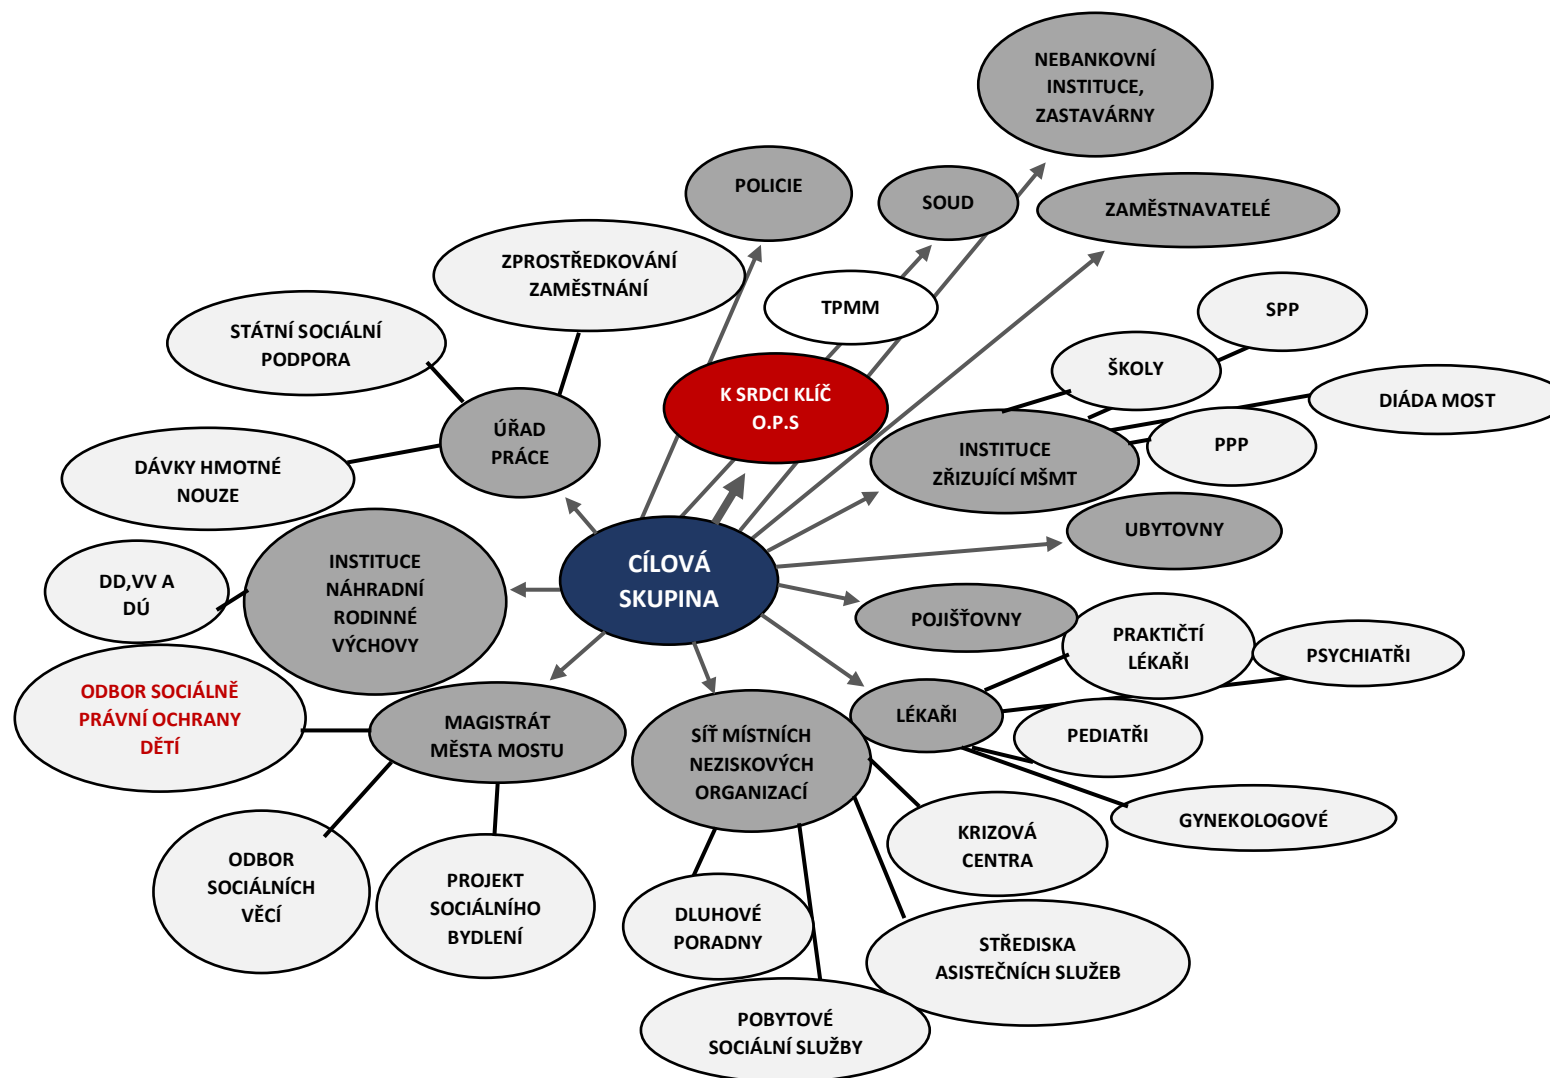 NEBANKOVNÍ
INSTITUCE,
ZASTAVÁRNY
POLICIE
SOUD
ZAMĚSTNAVATELÉ
ZPROSTŘEDKOVÁNÍ
ZAMĚSTNÁNÍ
TPMM
SPP
STÁTNÍ SOCIÁLNÍ
PODPORA
ŠKOLY
K SRDCI KLÍČ
O.P.S
DIÁDA MOST
ÚŘAD
PRÁCE
INSTITUCE
ZŘIZUJÍCÍ MŠMT
PPP
DÁVKY HMOTNÉ
NOUZE
UBYTOVNY
CÍLOVÁ
SKUPINA
INSTITUCE
NÁHRADNÍ
RODINNÉ
VÝCHOVY
DD,VV A
DÚ
POJIŠŤOVNY
PRAKTIČTÍ
LÉKAŘI
PSYCHIATŘI
ODBOR SOCIÁLNĚ
PRÁVNÍ OCHRANY
DĚTÍ
MAGISTRÁT
MĚSTA MOSTU
SÍŤ MÍSTNÍCH
NEZISKOVÝCH
ORGANIZACÍ
LÉKAŘI
PEDIATŘI
GYNEKOLOGOVÉ
KRIZOVÁ
CENTRA
ODBOR
SOCIÁLNÍCH
VĚCÍ
PROJEKT
SOCIÁLNÍHO
BYDLENÍ
DLUHOVÉ
PORADNY
STŘEDISKA
ASISTEČNÍCH SLUŽEB
POBYTOVÉ
SOCIÁLNÍ SLUŽBY